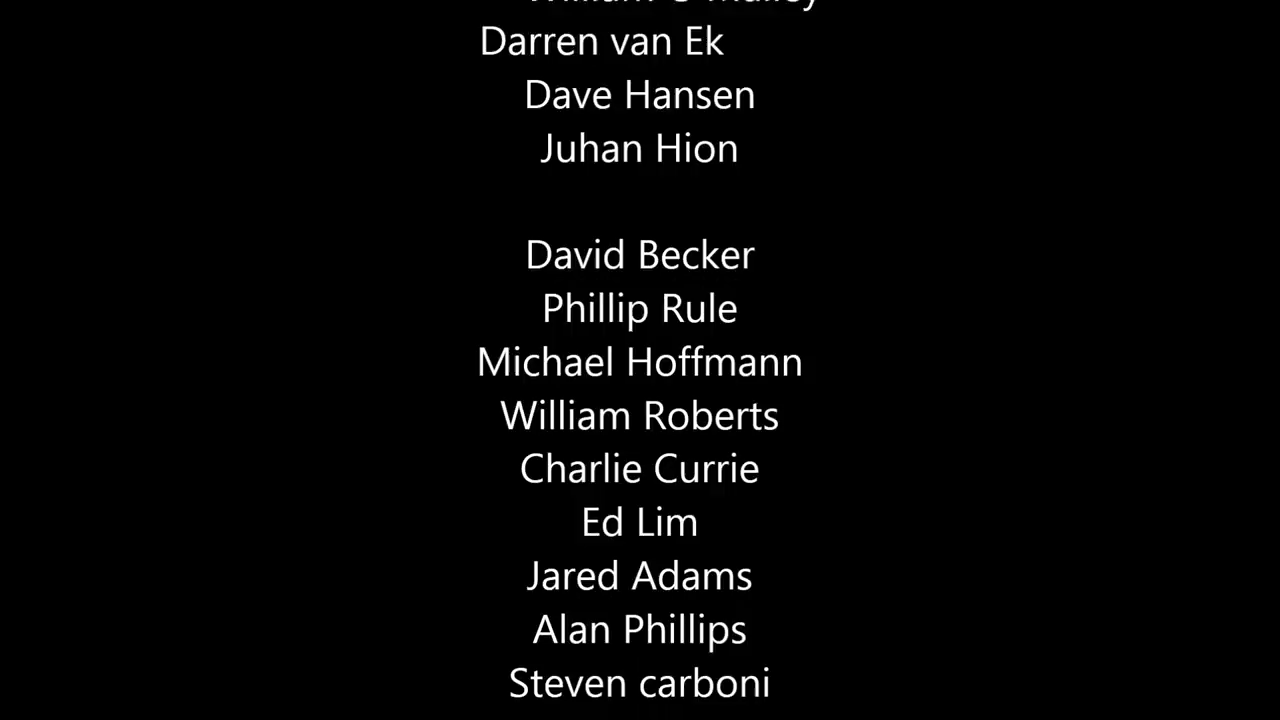 Darren van Ek
Dave Hansen
Juhan Hion
David Becker
Phillip Rule
Michael Hoffmann
William Roberts
Charlie Currie
Ed Lim
Jared Adams
Alan Phillips
Steven carboni